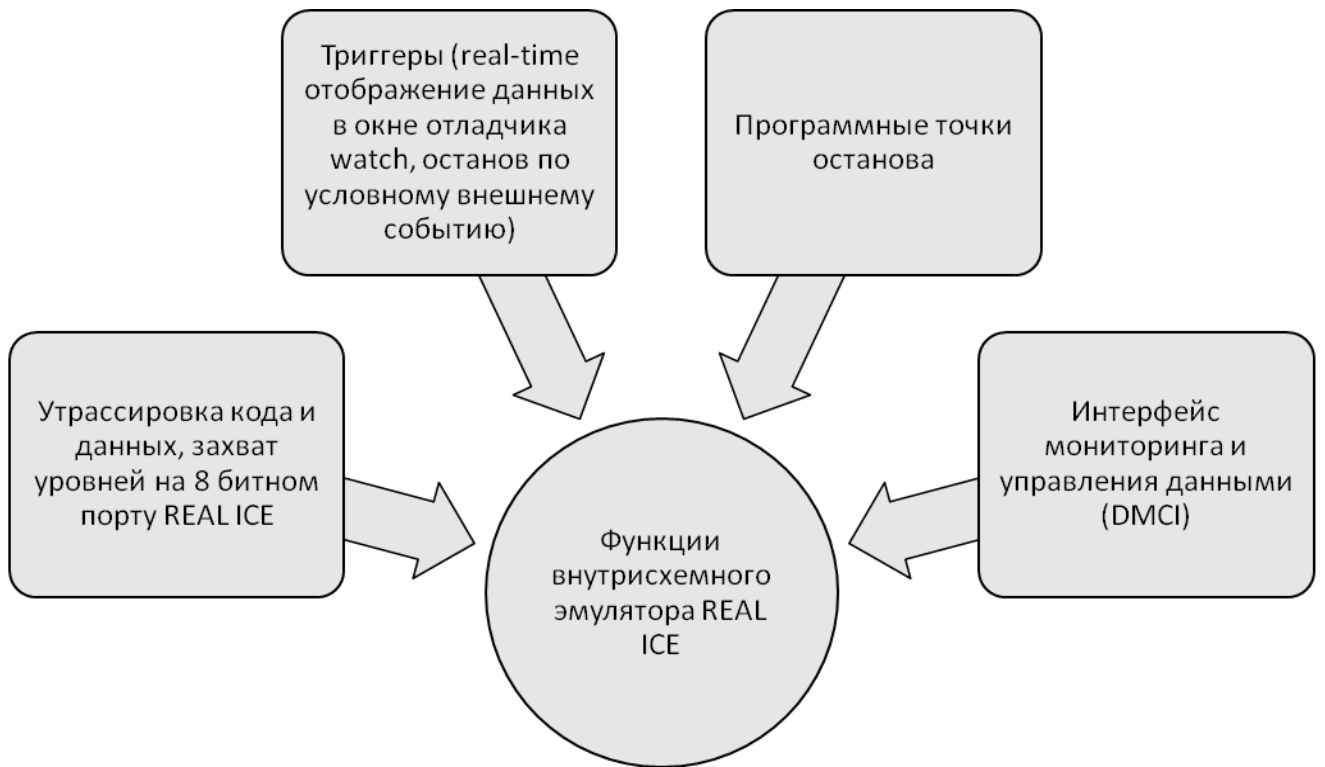 Триггеры (real-time
отображение данных
в окне отладчика
watch, останов по
условному внешнему
событию)
Программные точки
останова
Утрассировка кода и
данных, захват
уровней на 8 битном
порту REAL ICE
Интерфейс
мониторинга и
управления данными
(DMCI)
Функции
внутрисхемного
эмулятора REAL
ICE